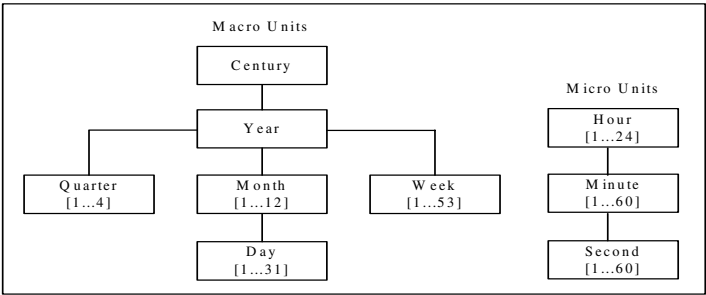 Macro Units
Century
Year
Quarter
[1...4]
Month
[1...12]
Week
[1...53]
Day
[1...31]
Micro Units
Hour
[1...24]
Minute
[1...60]
Second
[1...60]